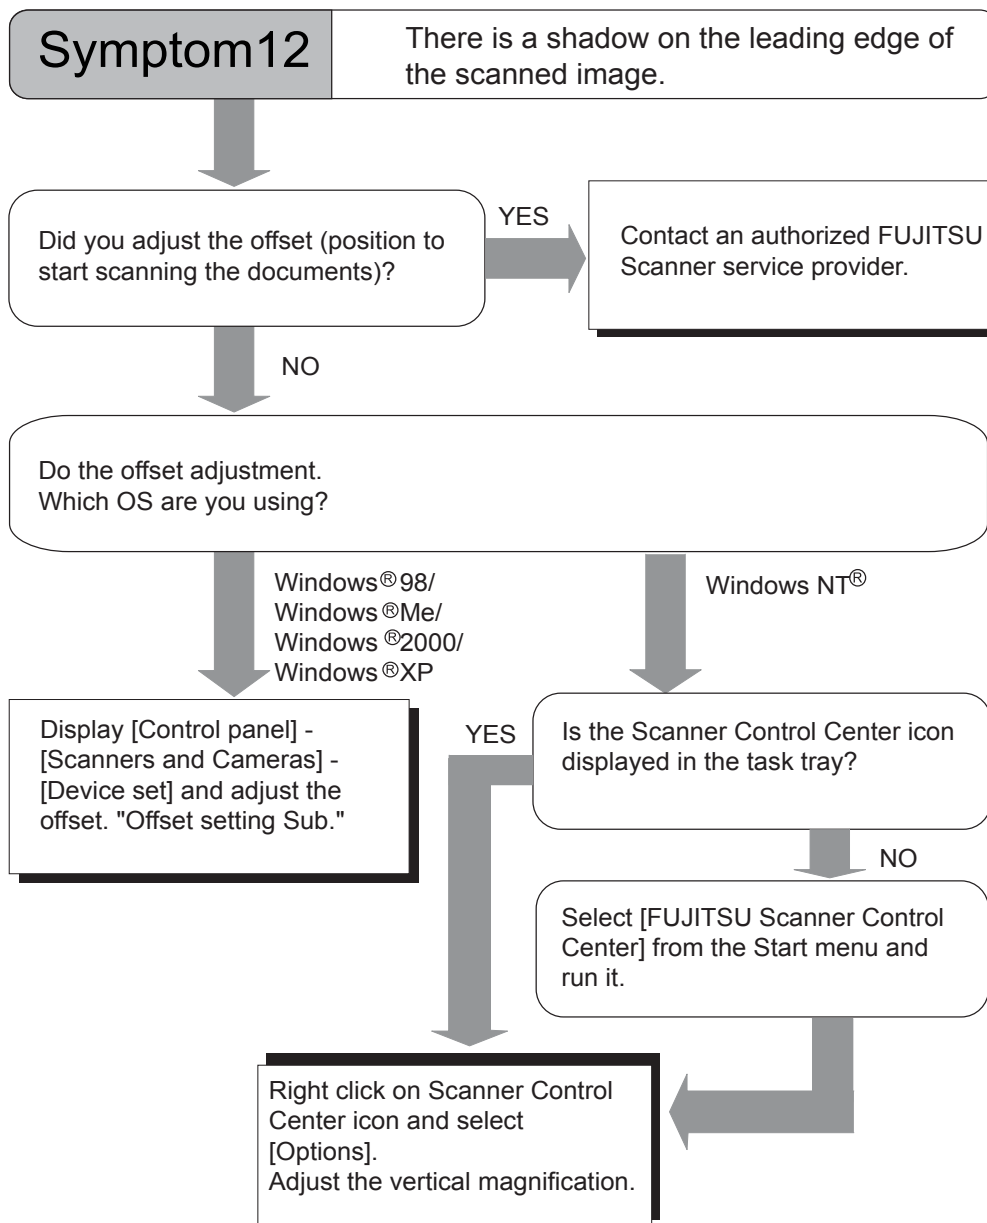 Symptom12
There is a shadow on the leading edge of
the scanned image.
Did you adjust the offset (position to
start scanning the documents)?
YES
Contact an authorized FUJITSU
Scanner service provider.
NO
Do the offset adjustment.
Which OS are you using?
Windows®98/
Windows ®Me/
Windows ®2000/
Windows®XP
Windows NT®
Display [Control panel] -
[Scanners and Cameras] -
[Device set] and adjust the
offset. "Offset setting Sub."
YES
Is the Scanner Control Center icon
displayed in the task tray?
NO
Select [FUJITSU Scanner Control
Center] from the Start menu and
run it.
Right click on Scanner Control
Center icon and select
[Options].
Adjust the vertical magnification.